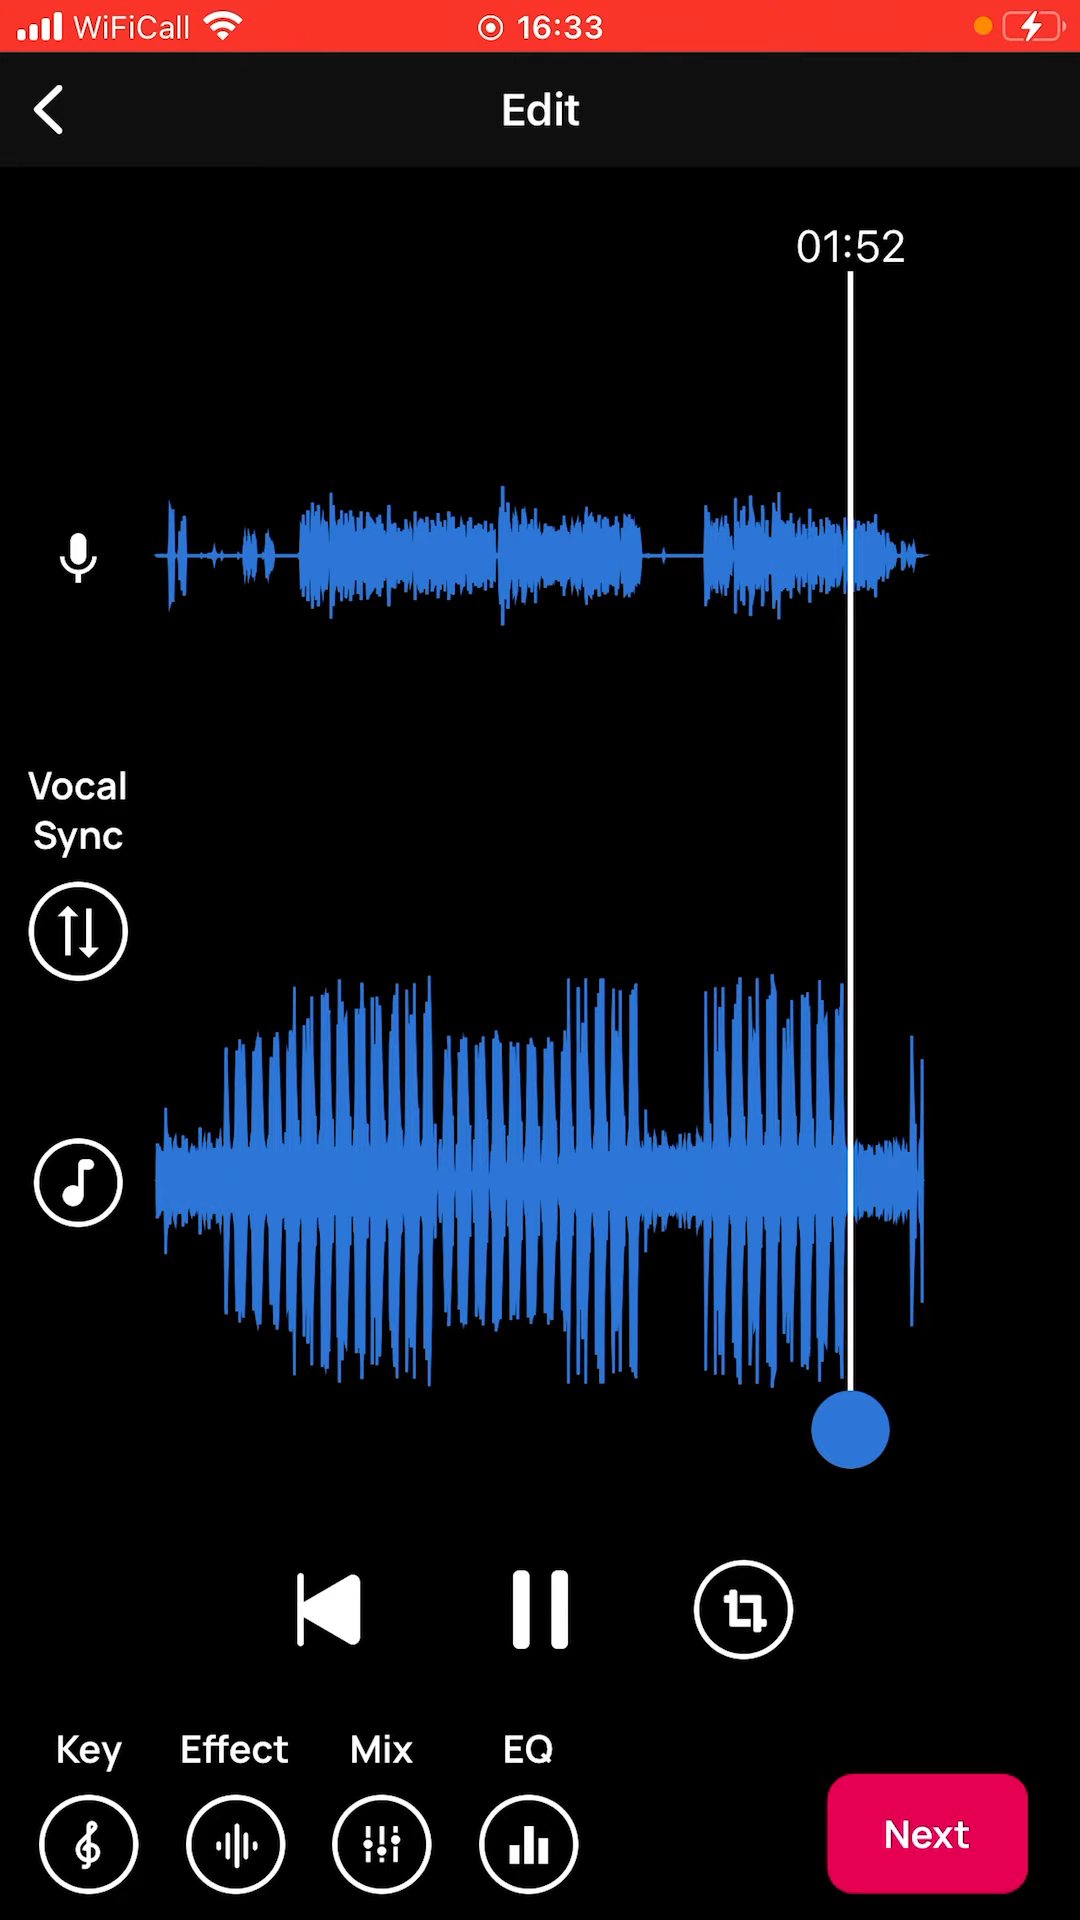 WiFiCall 16:33
Edit
01:52
Vocal
Sync
Key Effect Mix EQ
Next